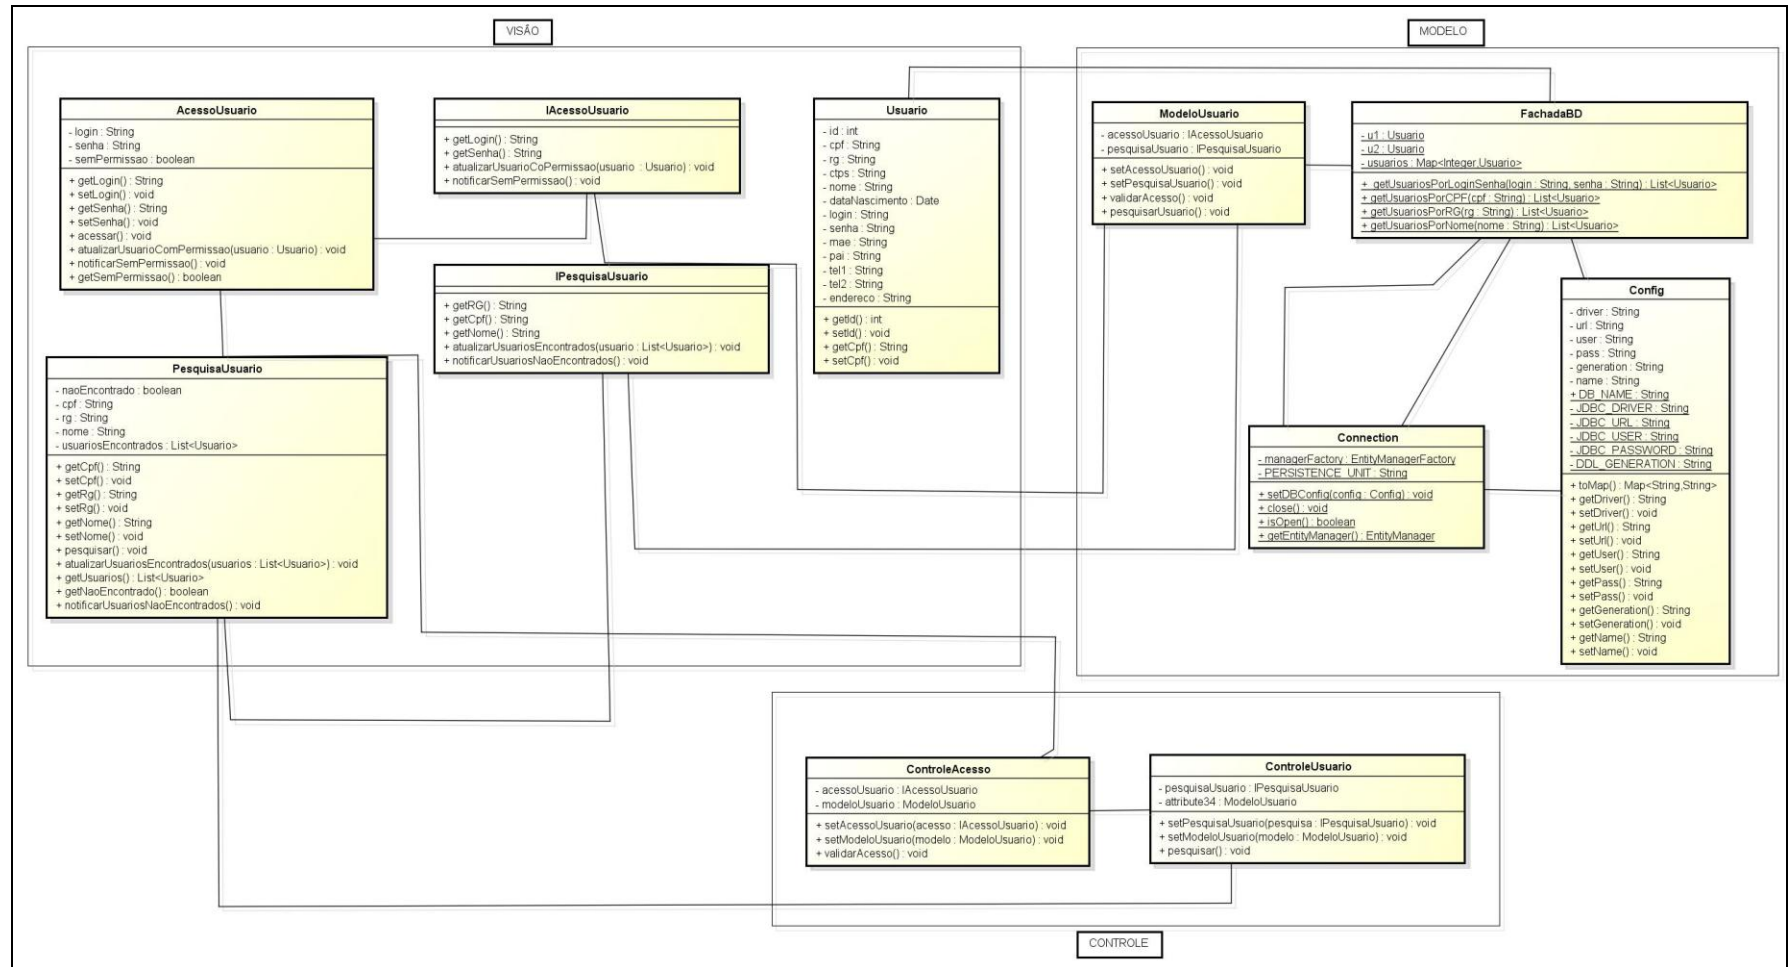 VISÃO
AcessoUsuario
- login : String
- senha : String
- semPermissao : boolean
+ getLogin() : String
+ setLogin() : void
+ getSenha() : String
+ setSenha() : void
+ acessar() : void
+ atualizarUsuarioComPermissao(usuario : Usuario) : void
+ notificarSemPermissao() : void
+ getSemPermissao() : boolean
IAcessoUsuario
+ getLogin() : String
+ getSenha() : String
+ atualizarUsuarioCoPermissao(usuario : Usuario) : void
+ notificarSemPermissao() : void
Usuario
- id : int
- cpf : String
- rg : String
- ctps : String
- nome : String
- dataNascimento : Date
- login : String
- senha : String
- mae : String
- pai : String
- tel1 : String
- tel2 : String
- endereco : String
+ getId() : int
+ setId() : void
+ getCpf() : String
+ setCpf() : void
IPesquisaUsuario
+ getRG() : String
+ getCpf() : String
+ getNome() : String
+ atualizarUsuariosEncontrados(usuario : List<Usuario>) : void
+ notificarUsuariosNaoEncontrados() : void
PesquisaUsuario
- naoEncontrado : boolean
- cpf : String
- rg : String
- nome : String
- usuariosEncontrados : List<Usuario>
+ getCpf() : String
+ setCpf() : void
+ getRg() : String
+ setRg() : void
+ getNome() : String
+ setNome() : void
+ pesquisar() : void
+ atualizarUsuariosEncontrados(usuarios : List<Usuario>) : void
+ getUsuarios() : List<Usuario>
+ getNaoEncontrado() : boolean
+ notificarUsuariosNaoEncontrados() : void
MODELO
ModeloUsuario
- acessoUsuario : IAcessoUsuario
- pesquisaUsuario : IPesquisaUsuario
+ setAcessoUsuario() : void
+ setPesquisaUsuario() : void
+ validarAcesso() : void
+ pesquisarUsuario() : void
FachadaBD
- u1 : Usuario
- u2 : Usuario
- usuarios : Map<Integer,Usuario>
+ getUsuariosPorLoginSenha(login : String, senha : String) : List<Usuario>
+ getUsuariosPorCPF(cpf : String) : List<Usuario>
+ getUsuariosPorRG(rg : String) : List<Usuario>
+ getUsuariosPorNome(nome : String) : List<Usuario>
Config
- driver : String
- url : String
- user : String
- pass : String
- generation : String
- name : String
+ DB_NAME : String
- JDBC_DRIVER : String
- JDBC_URL : String
- JDBC_USER : String
- JDBC_PASSWORD : String
- DDL_GENERATION : String
+ toMap() : Map<String,String>
+ getDriver() : String
+ setDriver() : void
+ getUrl() : String
+ setUrl() : void
+ getUser() : String
+ setUser() : void
+ getPass() : String
+ setPass() : void
+ getGeneration() : String
+ setGeneration() : void
+ getName() : String
+ setName() : void
Connection
- managerFactory : EntityManagerFactory
- PERSISTENCE_UNIT : String
+ setDBConfig(config : Config) : void
+ close() : void
+ isOpen() : boolean
+ getEntityManager() : EntityManager
ControleAcesso
- acessoUsuario : IAcessoUsuario
- modeloUsuario : ModeloUsuario
+ setAcessoUsuario(acesso : IAcessoUsuario) : void
+ setModeloUsuario(modelo : ModeloUsuario) : void
+ validarAcesso() : void
ControleUsuario
- pesquisaUsuario : IPesquisaUsuario
- attribute34 : ModeloUsuario
+ setPesquisaUsuario(pesquisa : IPesquisaUsuario) : void
+ setModeloUsuario(modelo : ModeloUsuario) : void
+ pesquisar() : void
CONTROLE